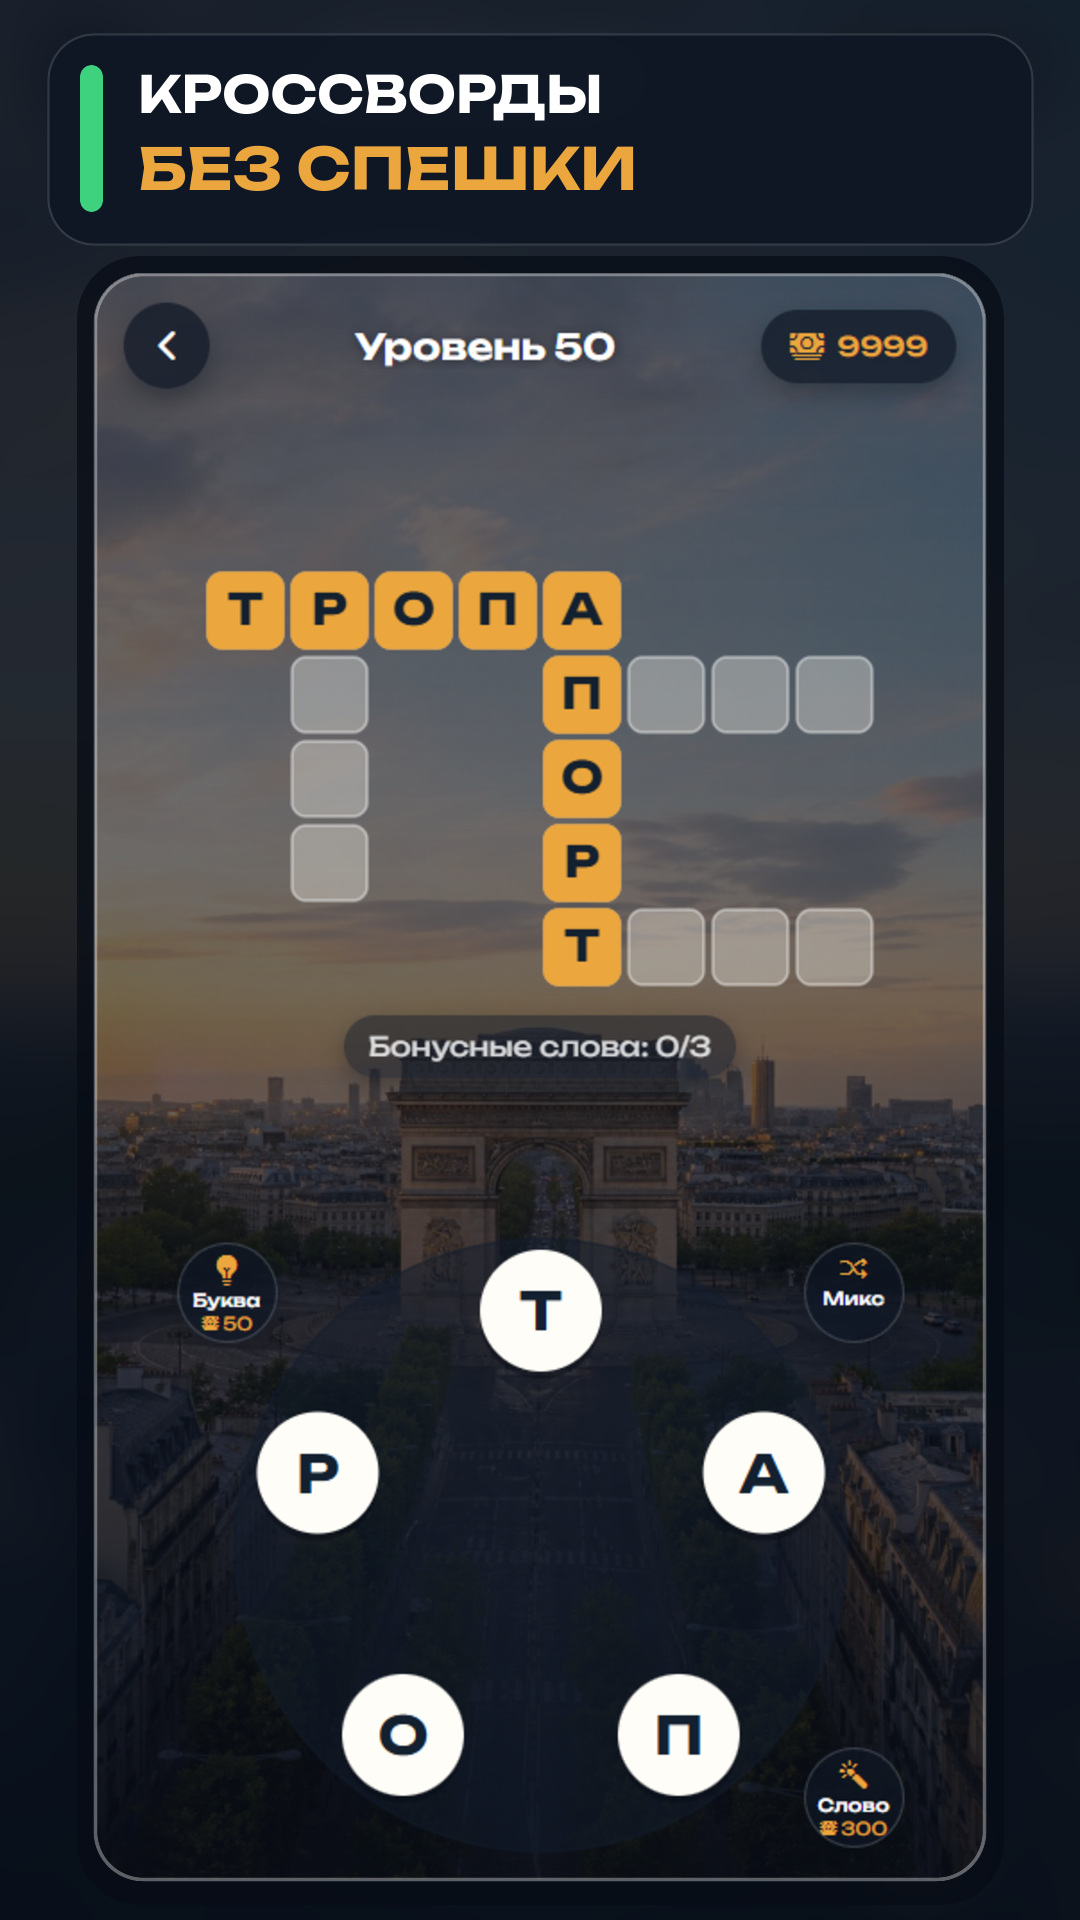 КРОССВОРДЫ
БЕЗ СПЕШКИ
Уровень 50
9999
ТРОПА
П
О
Р
Т
Бонусные слова: 0/3
Буква
50
Микс
Т
Р
А
О
П
Слово
300